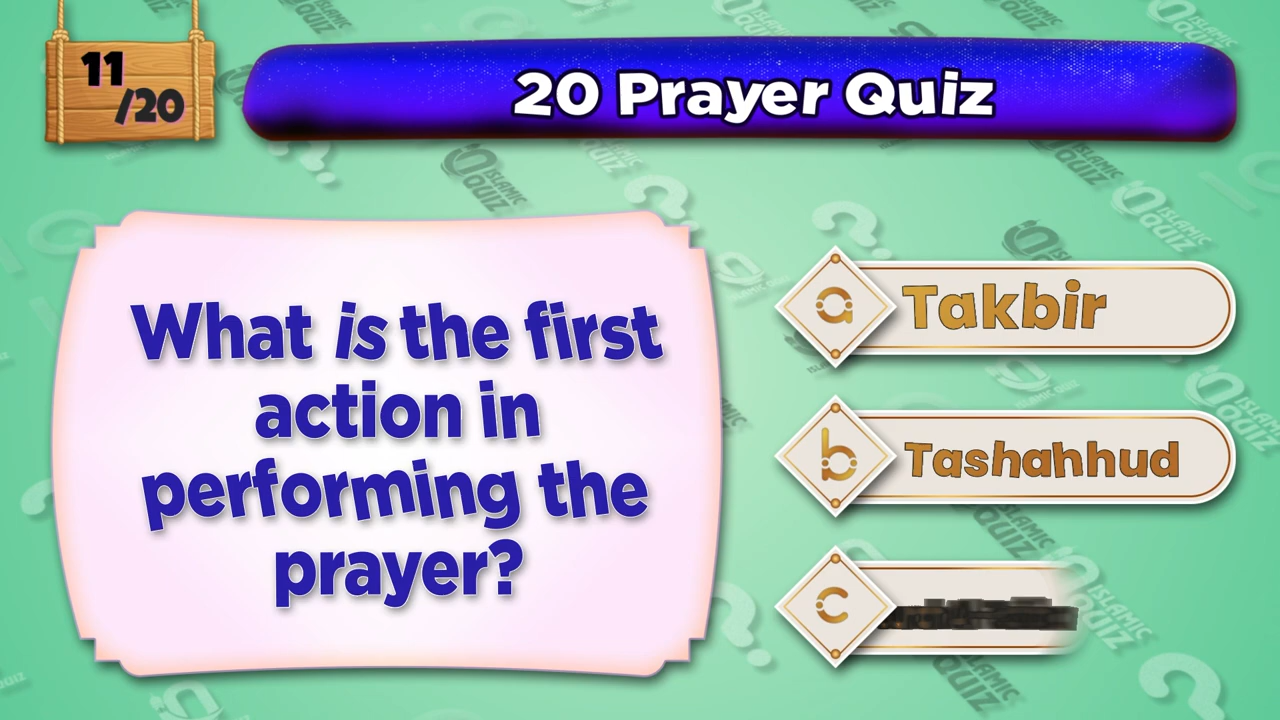 11
/20
20 Prayer Quiz
What is the first
action in
performing the
prayer?
a Takbir
b Tashahhud
c